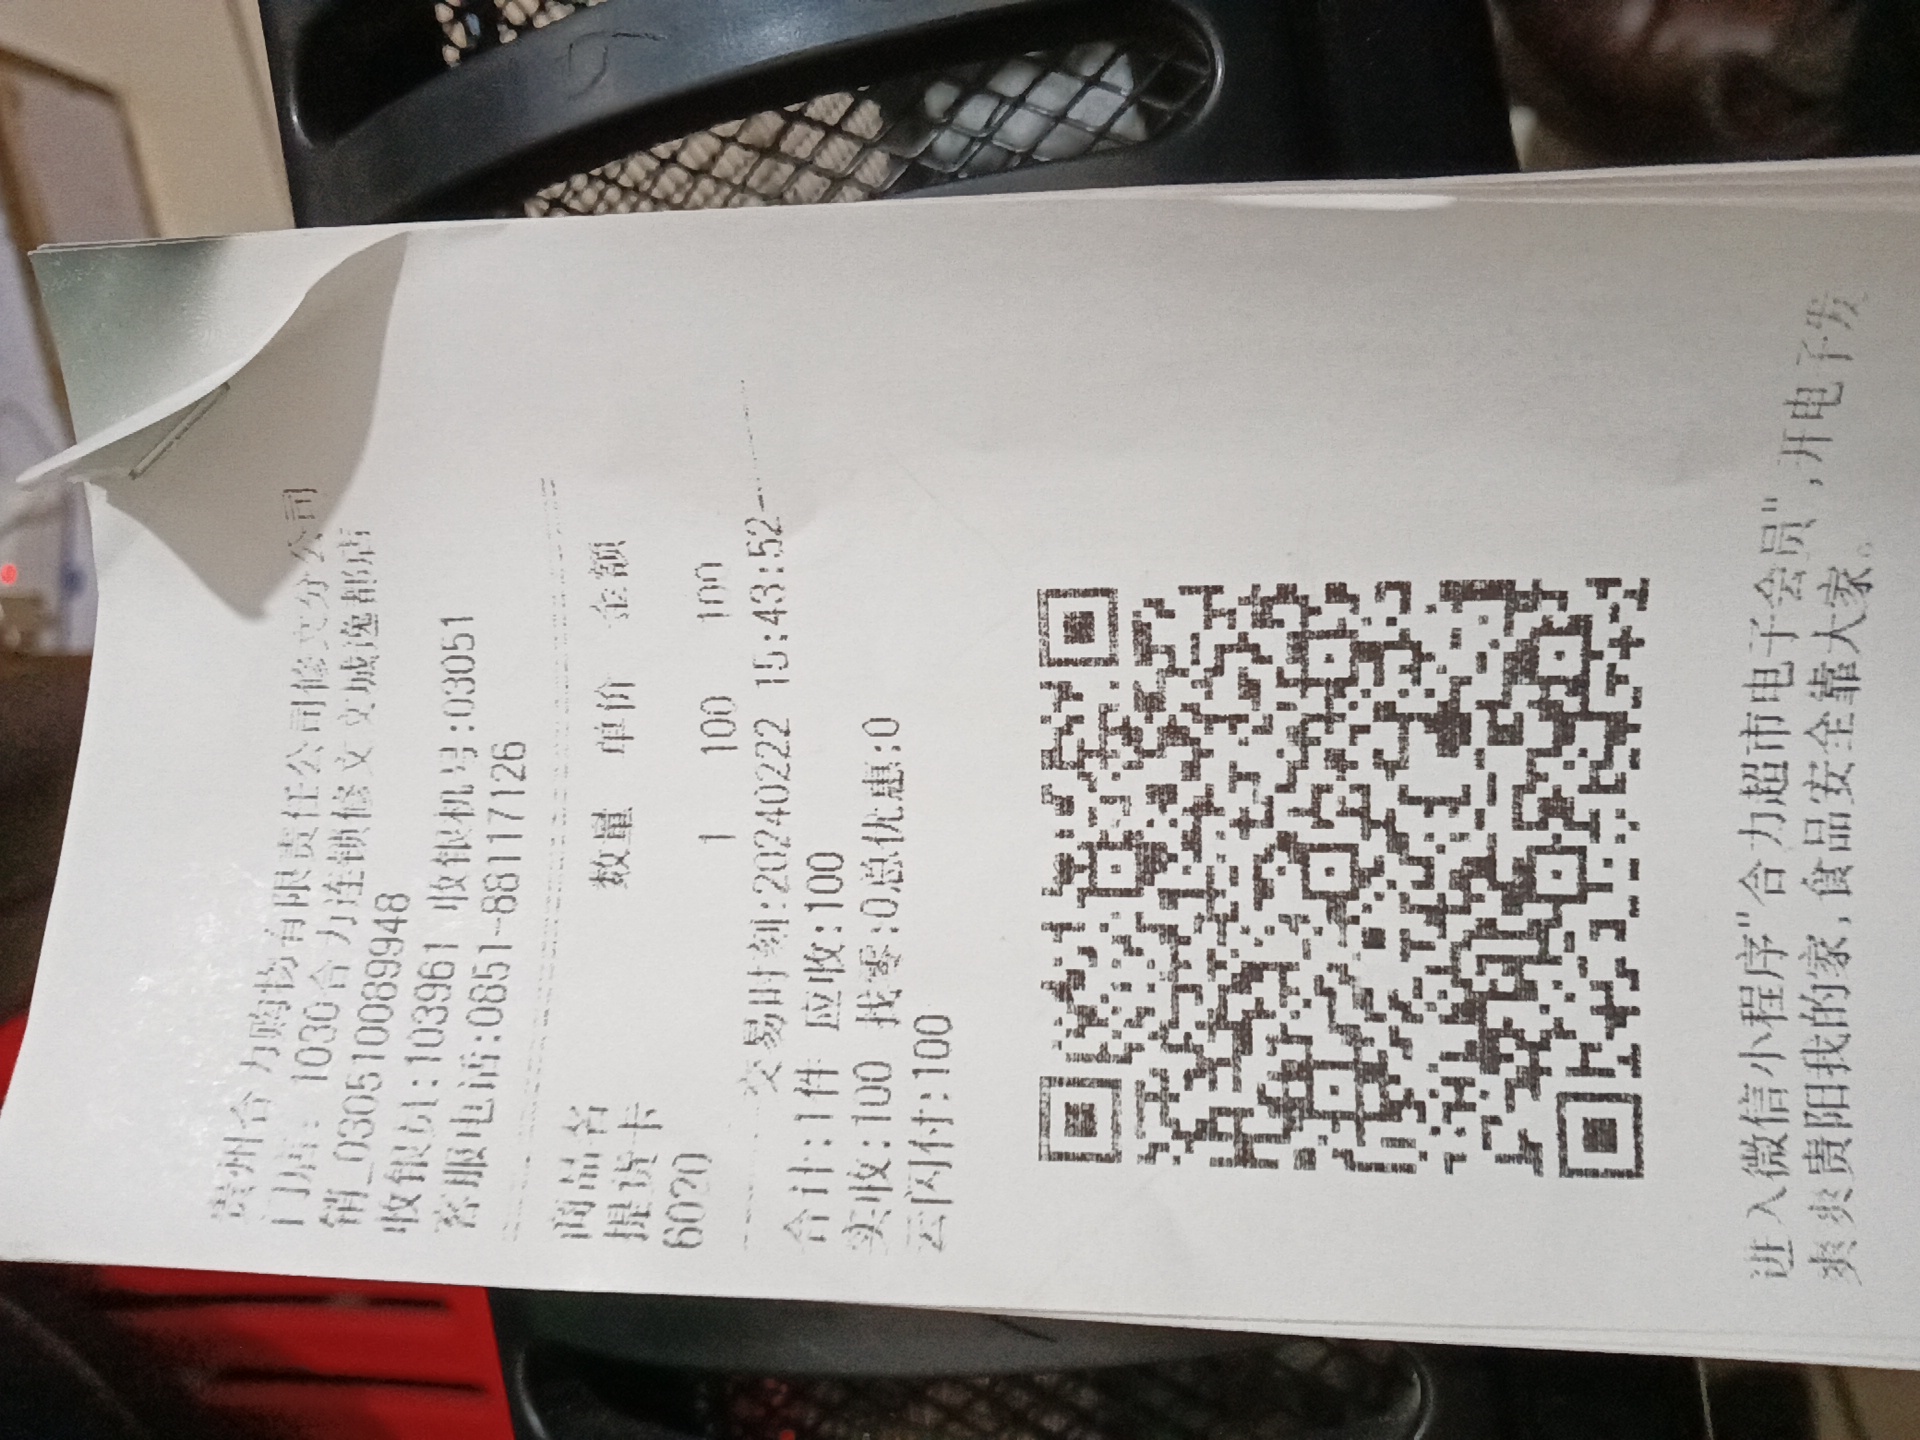 贵州合力购物有限责任公司修文分公司
门店: 1030合力连锁修文文城逸都店
销_030510089948
收银员:103961 收银机号:03051
客服电话:0851-88117126
商品名 数量 单价 金额
提货卡
6020 1 100 100
交易时刻:20240222 15:43:52
合计:1件 应收:100
实收:100 找零:0总优惠:0
云闪付:100
进入微信小程序"合力超市电子会员",开电子发
爽爽贵阳我的家,食品安全靠大家。